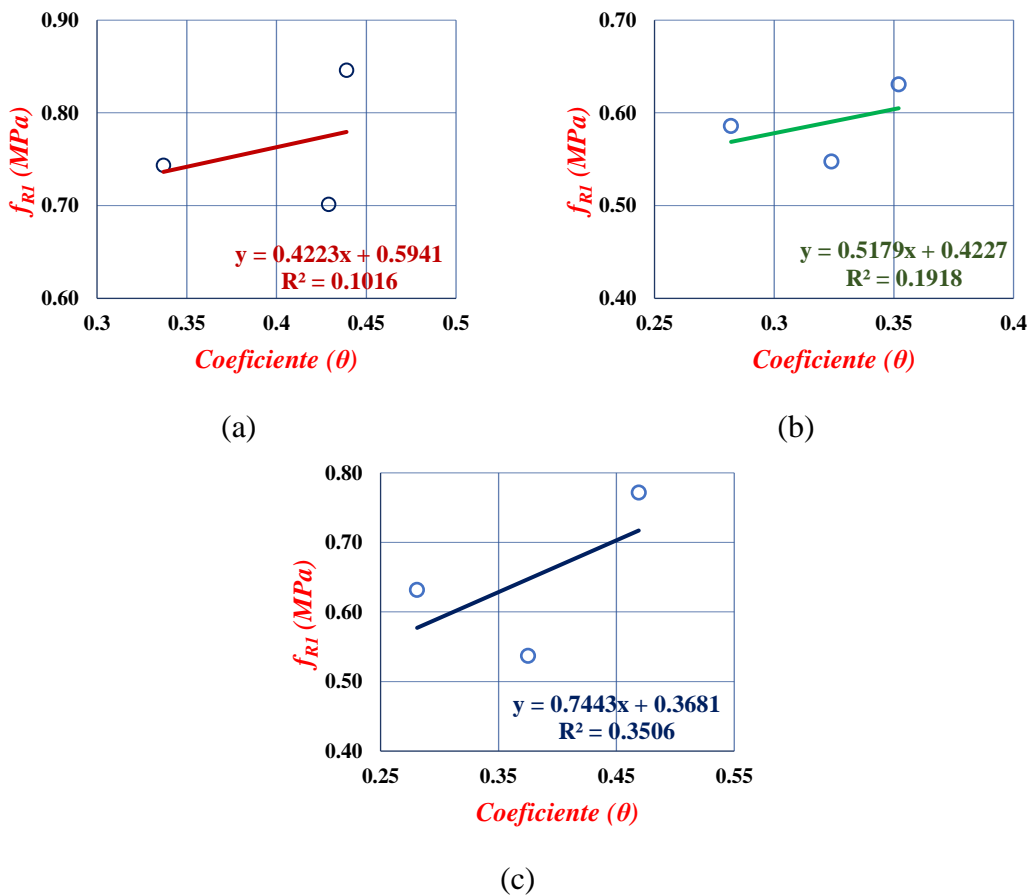 0.90
0.80
0.70
0.60
f_R1 (MPa)
y = 0.4223x + 0.5941
R² = 0.1016
0.3 0.35 0.4 0.45 0.5
Coeficiente (θ)
(a)
0.70
0.60
0.50
0.40
f_R1 (MPa)
y = 0.5179x + 0.4227
R² = 0.1918
0.25 0.3 0.35 0.4
Coeficiente (θ)
(b)
0.80
0.70
0.60
0.50
0.40
f_R1 (MPa)
y = 0.7443x + 0.3681
R² = 0.3506
0.25 0.35 0.45 0.55
Coeficiente (θ)
(c)